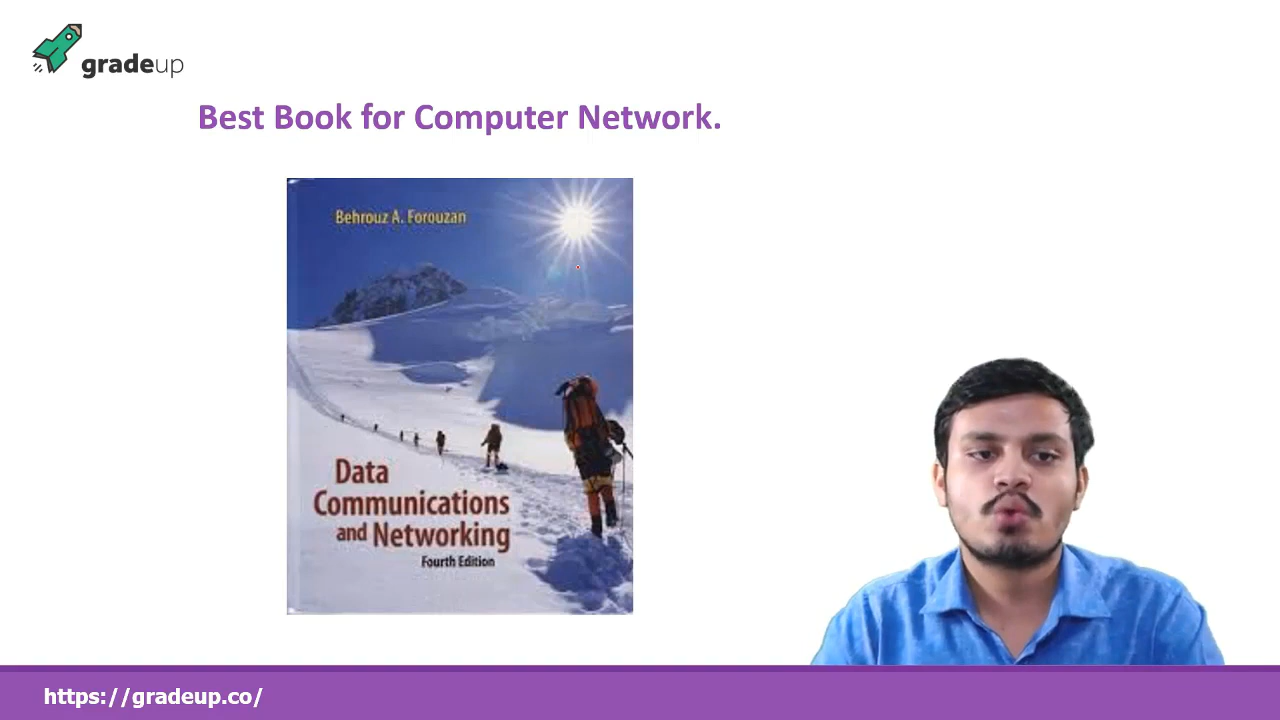 gradeup
Best Book for Computer Network.
Behrouz A. Forouzan
Data
Communications
and Networking
Fourth Edition
https://gradeup.co/